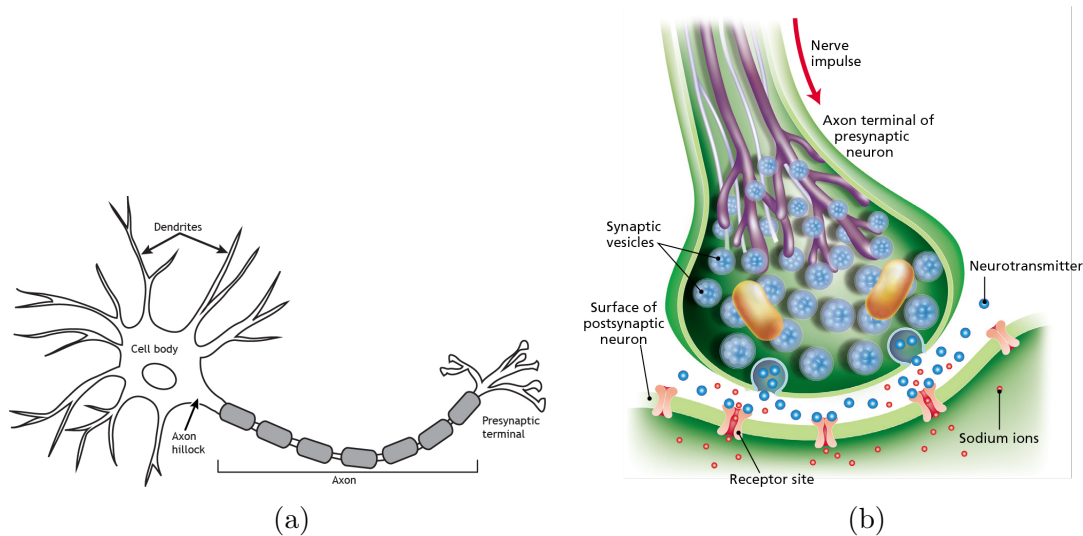 Dendrites
Cell body
Axon
hillock
Axon
Presynaptic
terminal
(a)
Nerve
impulse
Axon terminal of
presynaptic
neuron
Synaptic
vesicles
Neurotransmitter
Surface of
postsynaptic
neuron
Sodium ions
Receptor site
(b)